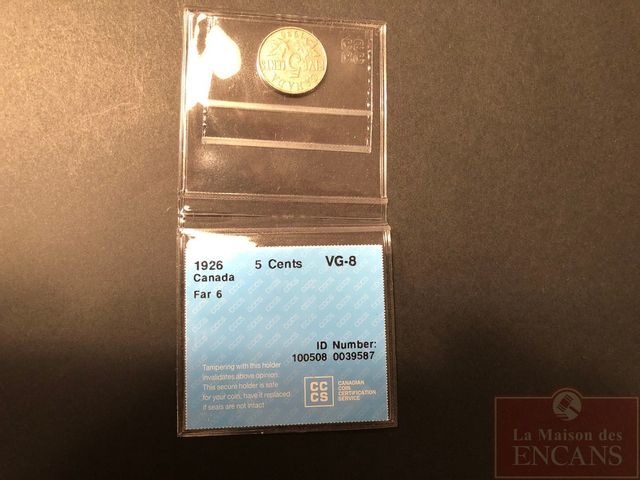 1926 5 Cents VG-8
Canada
Far 6
ID Number:
100508 0039587
Tampering with this holder
invalidates above opinion.
This secure holder is safe
for your coin, have it replaced
if seals are not intact
CC
CS
CANADIAN
COIN
CERTIFICATION
SERVICE
La Maison des
ENCANS